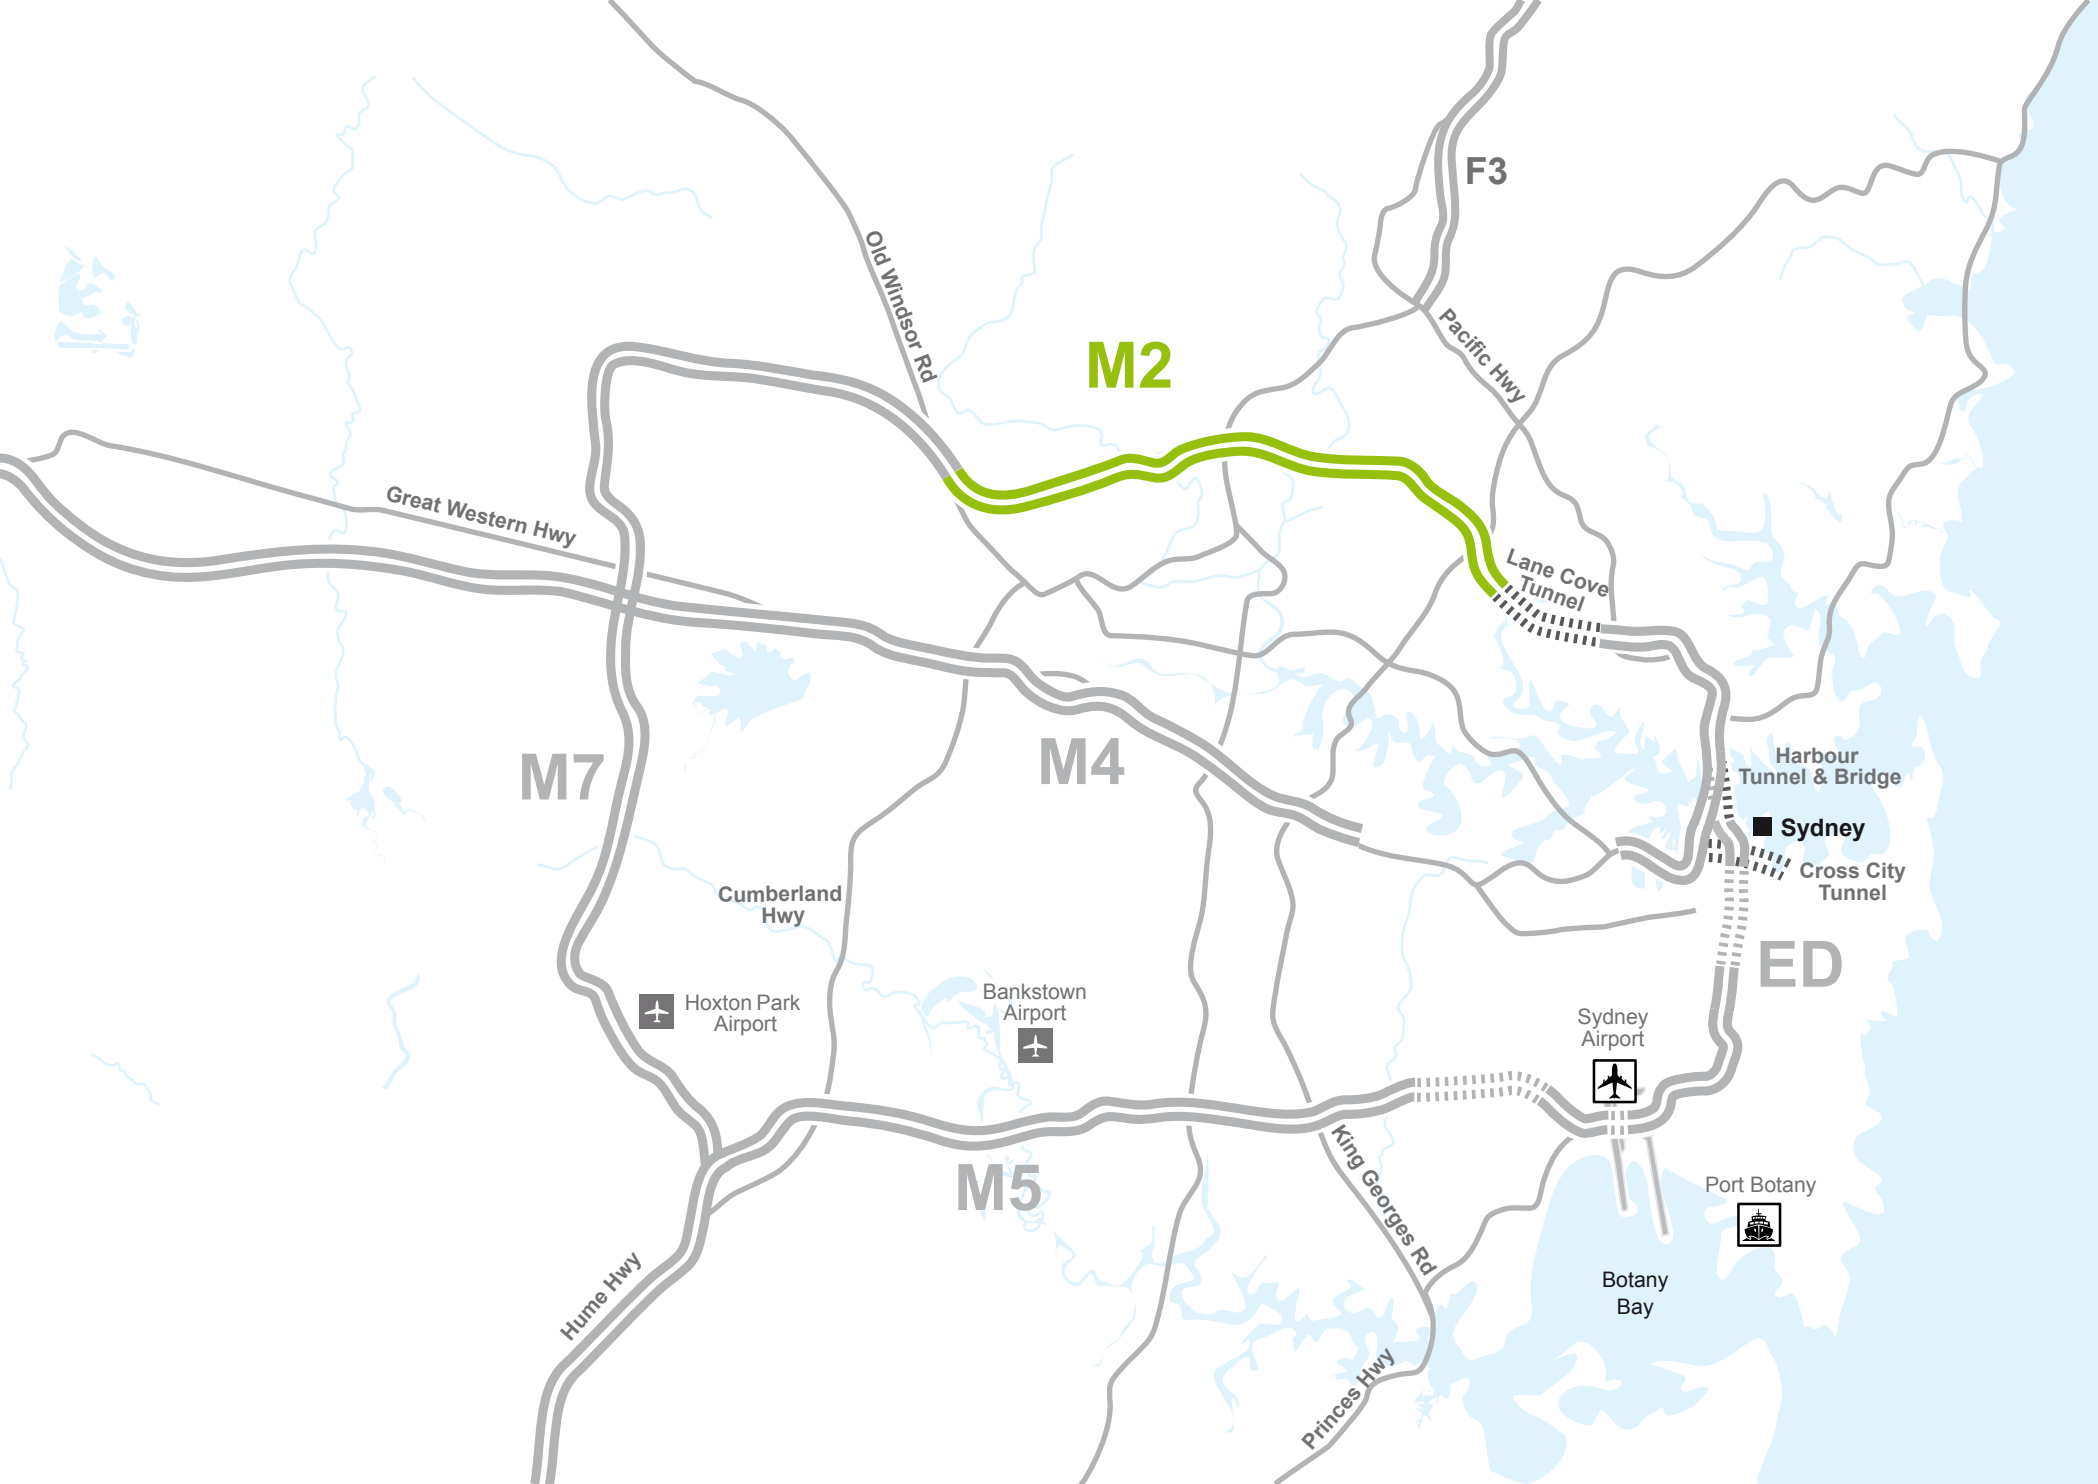 F3
Old Windsor Rd
Pacific Hwy
M2
Great Western Hwy
Lane Cove
Tunnel
M7
M4
Harbour
Tunnel & Bridge
Sydney
Cross City
Tunnel
Cumberland
Hwy
ED
Hoxton Park
Airport
Bankstown
Airport
Sydney
Airport
M5
King Georges Rd
Port Botany
Hume Hwy
Botany
Bay
Princes Hwy